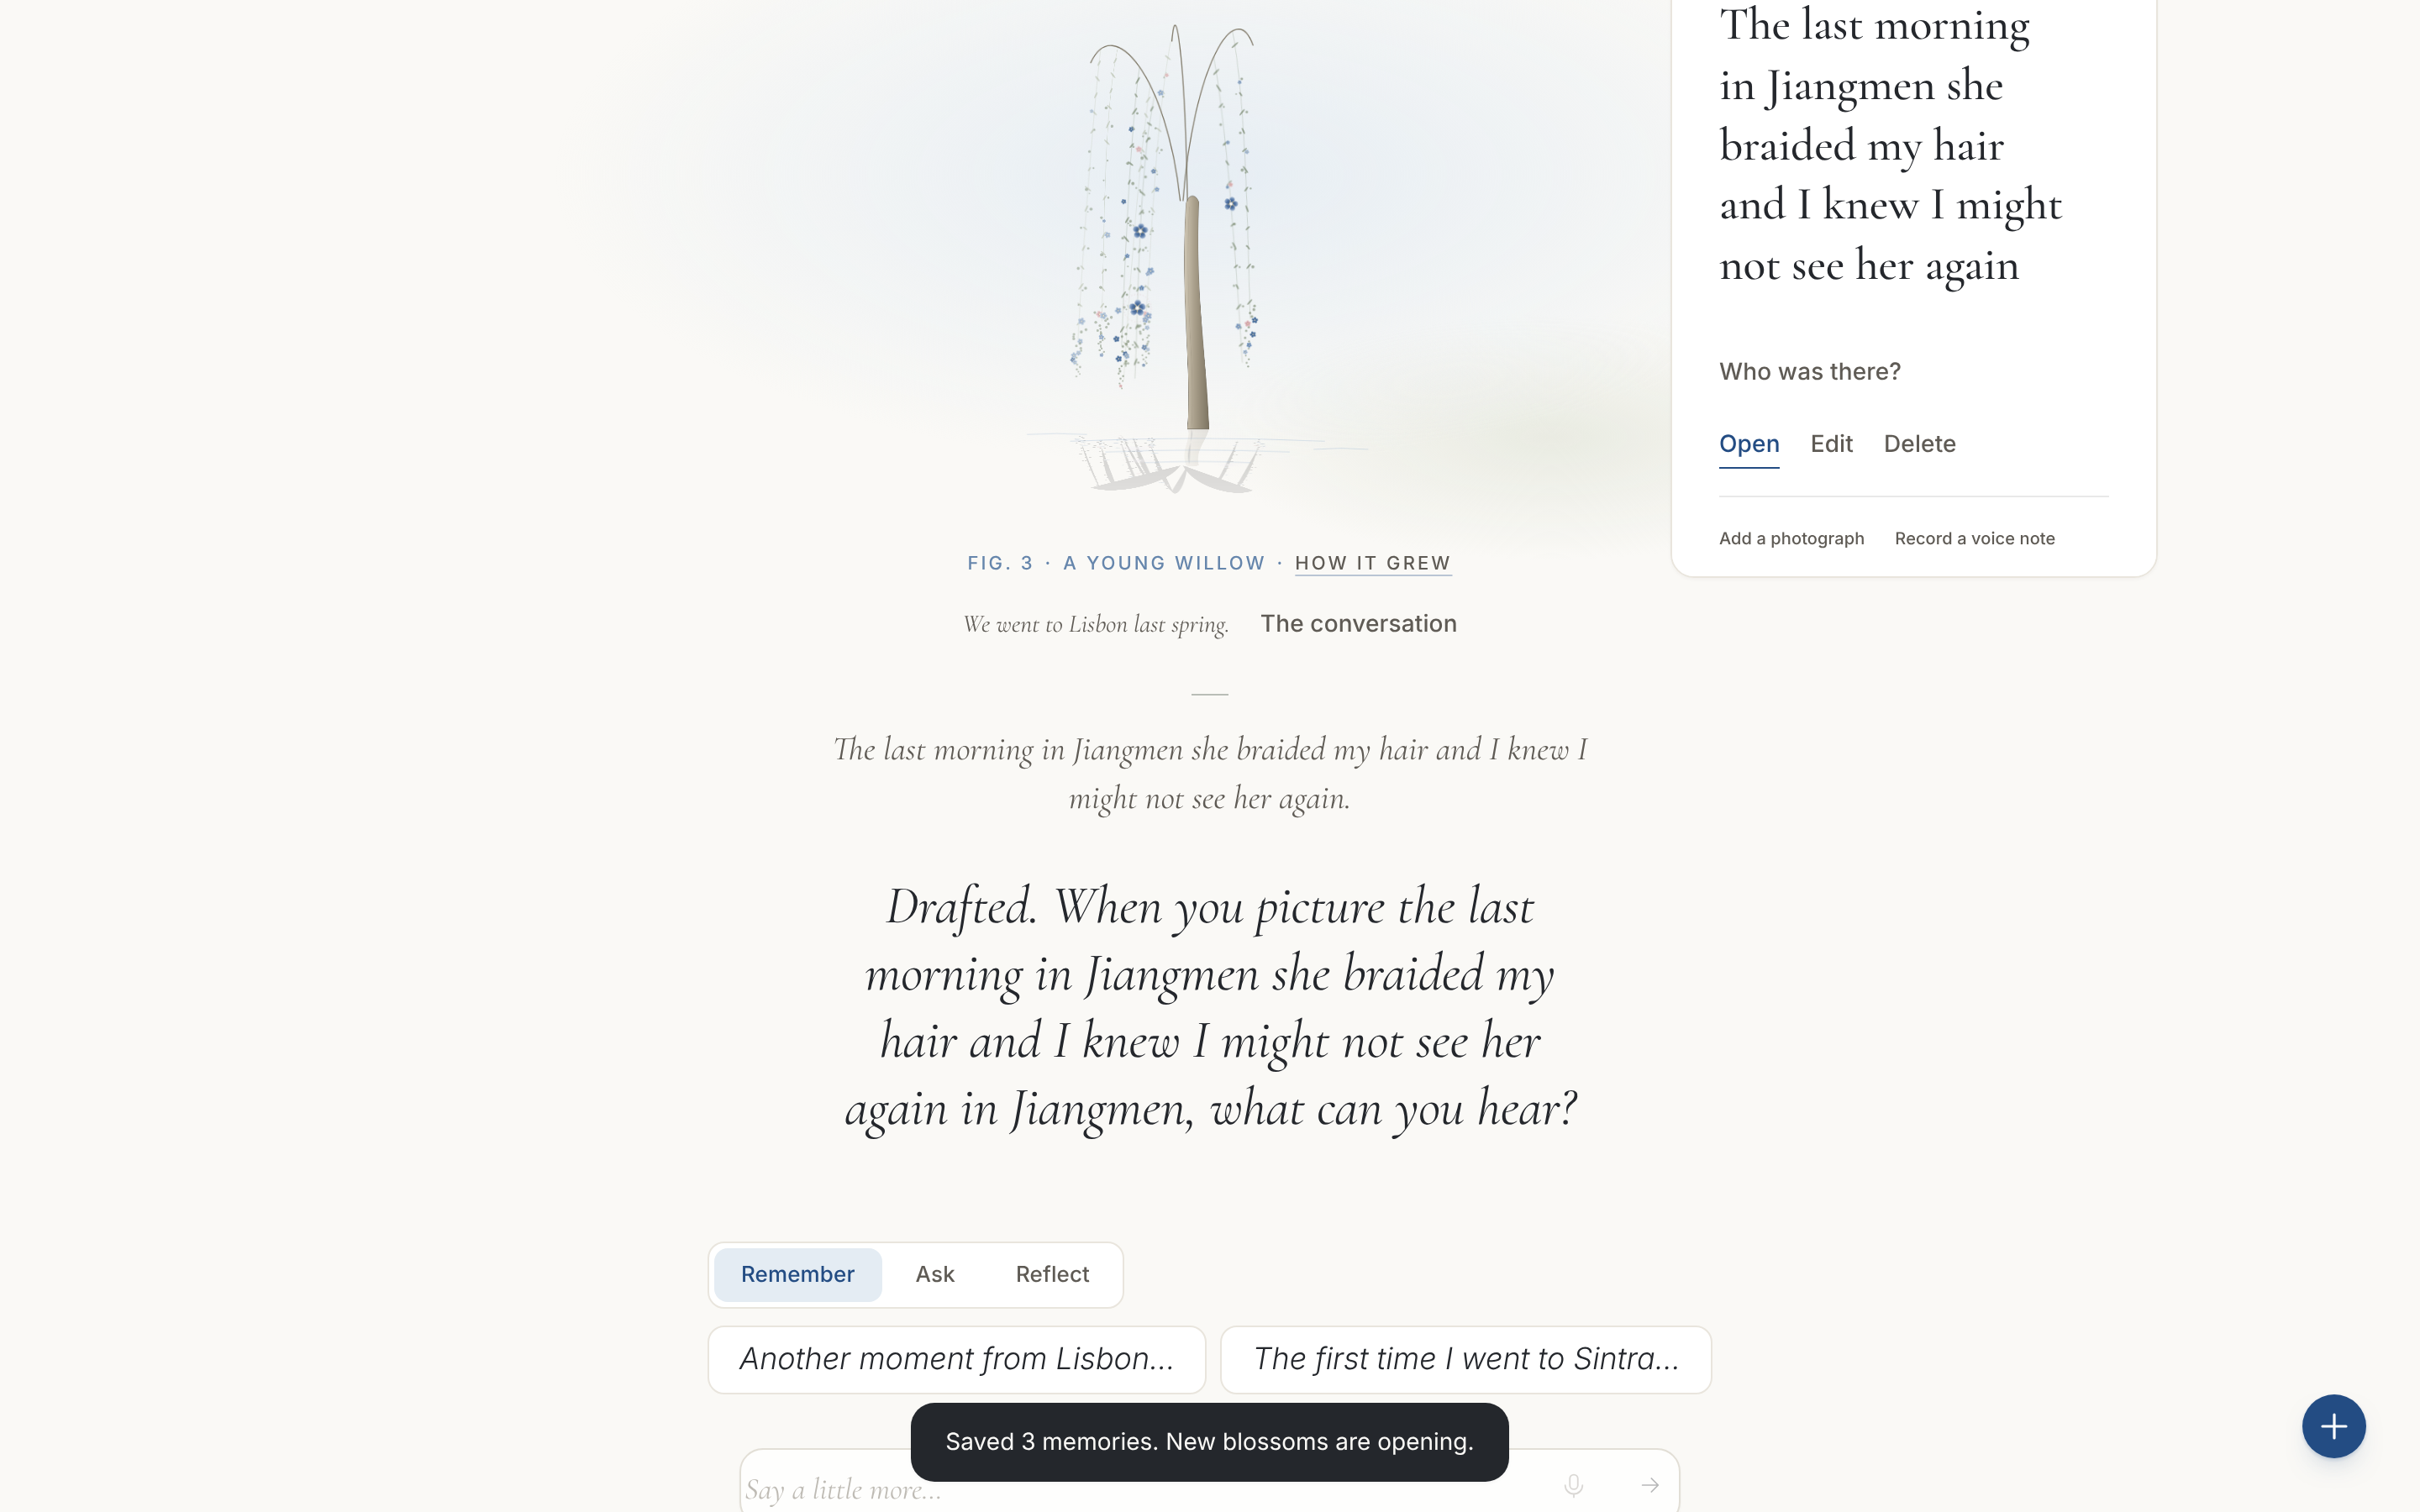 The last morning
in Jiangmen she
braided my hair
and I knew I might
not see her again
Who was there?
Open Edit Delete
Add a photograph Record a voice note
FIG. 3 · A YOUNG WILLOW · HOW IT GREW
We went to Lisbon last spring. The conversation
The last morning in Jiangmen she braided my hair and I knew I
might not see her again.
Drafted. When you picture the last
morning in Jiangmen she braided my
hair and I knew I might not see her
again in Jiangmen, what can you hear?
Remember Ask Reflect
Another moment from Lisbon... The first time I went to Sintra...
Saved 3 memories. New blossoms are opening.
Say a little more...